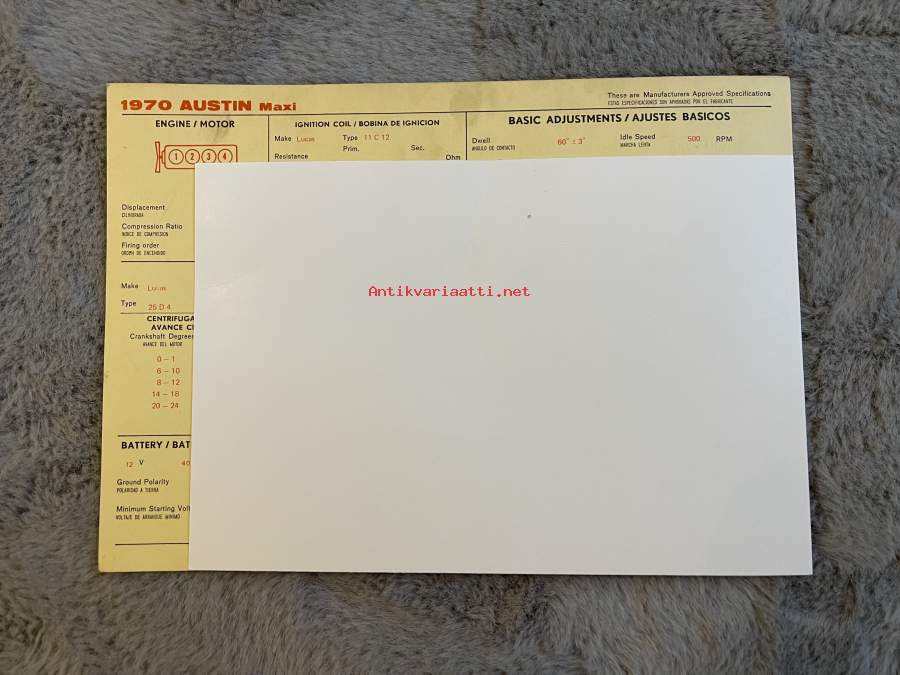 1970 AUSTIN Maxi
These are Manufacturers Approved Specifications
ESTAS ESPECIFICACIONES SON APROBADAS POR EL FABRICANTE
ENGINE / MOTOR
1 2 3 4
Displacement
CILINDRADA
Compression Ratio
INDICE DE COMPRESION
Firing order
ORDEN DE ENCENDIDO
IGNITION COIL / BOBINA DE IGNICION
Make Lucas Type 11 C 12
Prim. Sec.
Resistance Ohm
BASIC ADJUSTMENTS / AJUSTES BASICOS
Dwell 60° ± 3° Idle Speed 500 RPM
ANGULO DE CONTACTO MARCHA LENTA
Make Lucas
Type 25 D 4
CENTRIFUGA
AVANCE C
Crankshaft Degrees
AVANCE DEL MOTOR
0 – 1
6 – 10
8 – 12
14 – 18
20 – 24
BATTERY / BAT
12 V 40
Ground Polarity
POLARIDAD A TIERRA
Minimum Starting Volt
VOLTAJE DE ARRANQUE MINIMO
Antikvariaatti.net